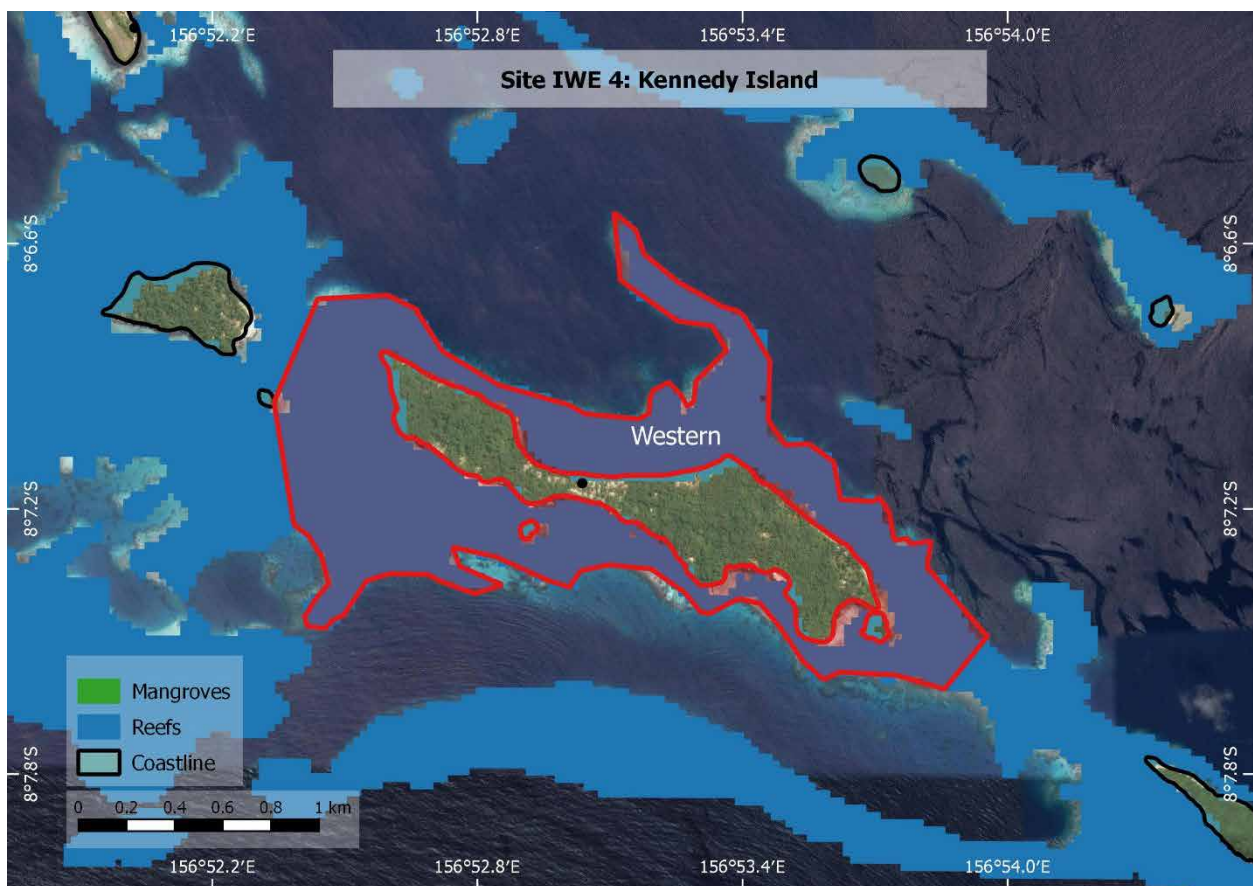 156°52.2′E 156°52.8′E 156°53.4′E 156°54.0′E
Site IWE 4: Kennedy Island
8°6.6′S 8°6.6′S
Western
8°7.2′S 8°7.2′S
Mangroves
Reefs
Coastline
8°7.8′S 8°7.8′S
0 0.2 0.4 0.6 0.8 1 km
156°52.2′E 156°52.8′E 156°53.4′E 156°54.0′E